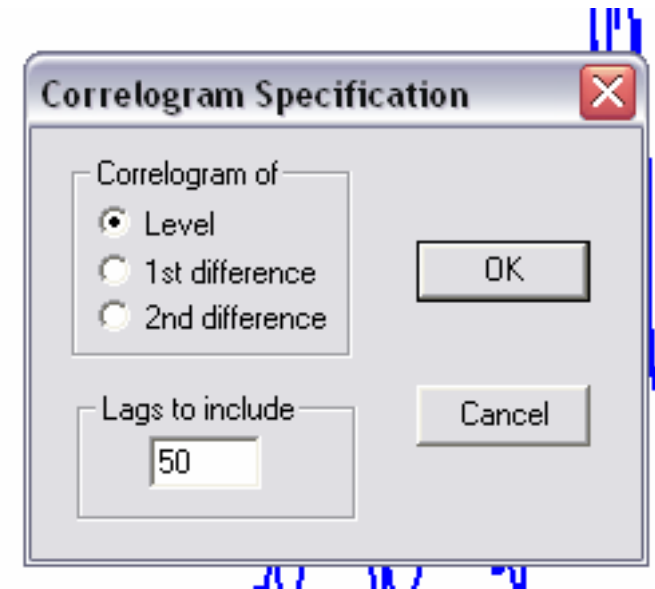 Correlogram Specification
Correlogram of
Level
1st difference
2nd difference
OK
Lags to include
50
Cancel